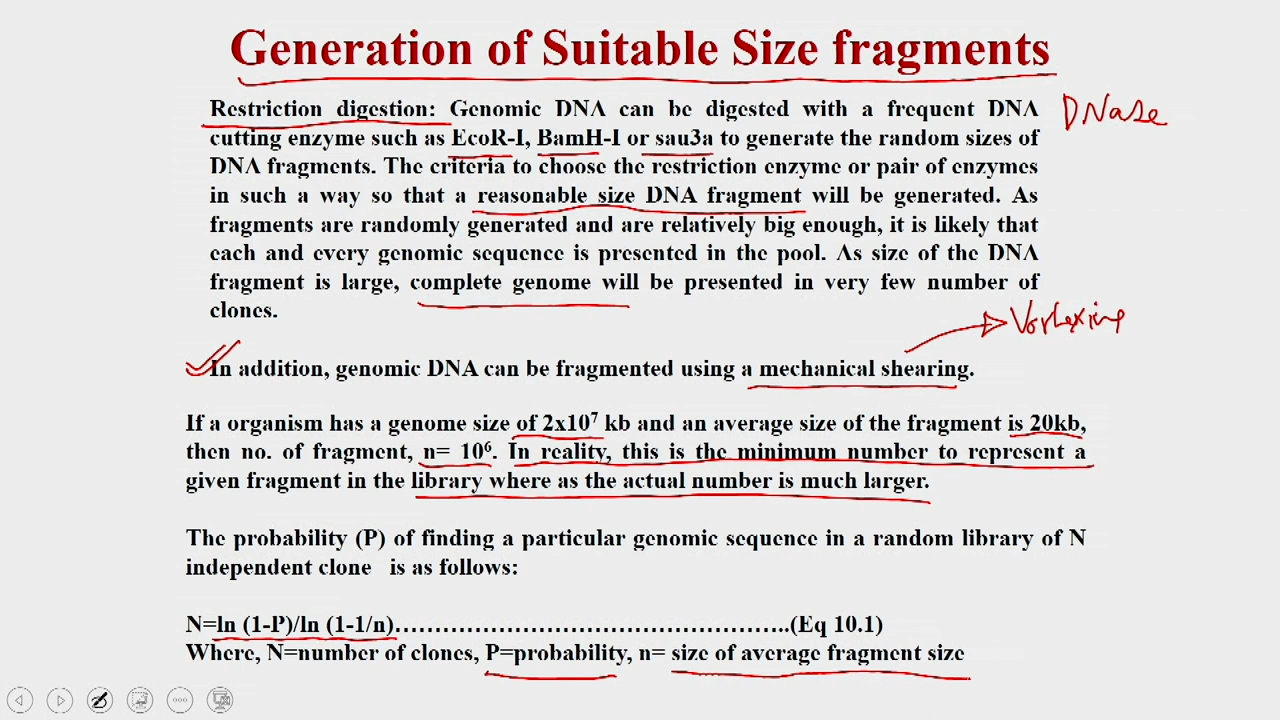 Generation of Suitable Size fragments
Restriction digestion: Genomic DNA can be digested with a frequent DNA
DNase
cutting enzyme such as EcoR-I, BamH-I or sau3a to generate the random sizes of
DNA fragments. The criteria to choose the restriction enzyme or pair of enzymes
in such a way so that a reasonable size DNA fragment will be generated. As
fragments are randomly generated and are relatively big enough, it is likely that
each and every genomic sequence is presented in the pool. As size of the DNA
fragment is large, complete genome will be presented in very few number of
clones.
Vortexing
In addition, genomic DNA can be fragmented using a mechanical shearing.
If a organism has a genome size of 2x10⁷ kb and an average size of the fragment is 20kb,
then no. of fragment, n= 10⁶. In reality, this is the minimum number to represent a
given fragment in the library where as the actual number is much larger.
The probability (P) of finding a particular genomic sequence in a random library of N
independent clone is as follows:
N=ln (1-P)/ln (1-1/n)…………………………………………..(Eq 10.1)
Where, N=number of clones, P=probability, n= size of average fragment size